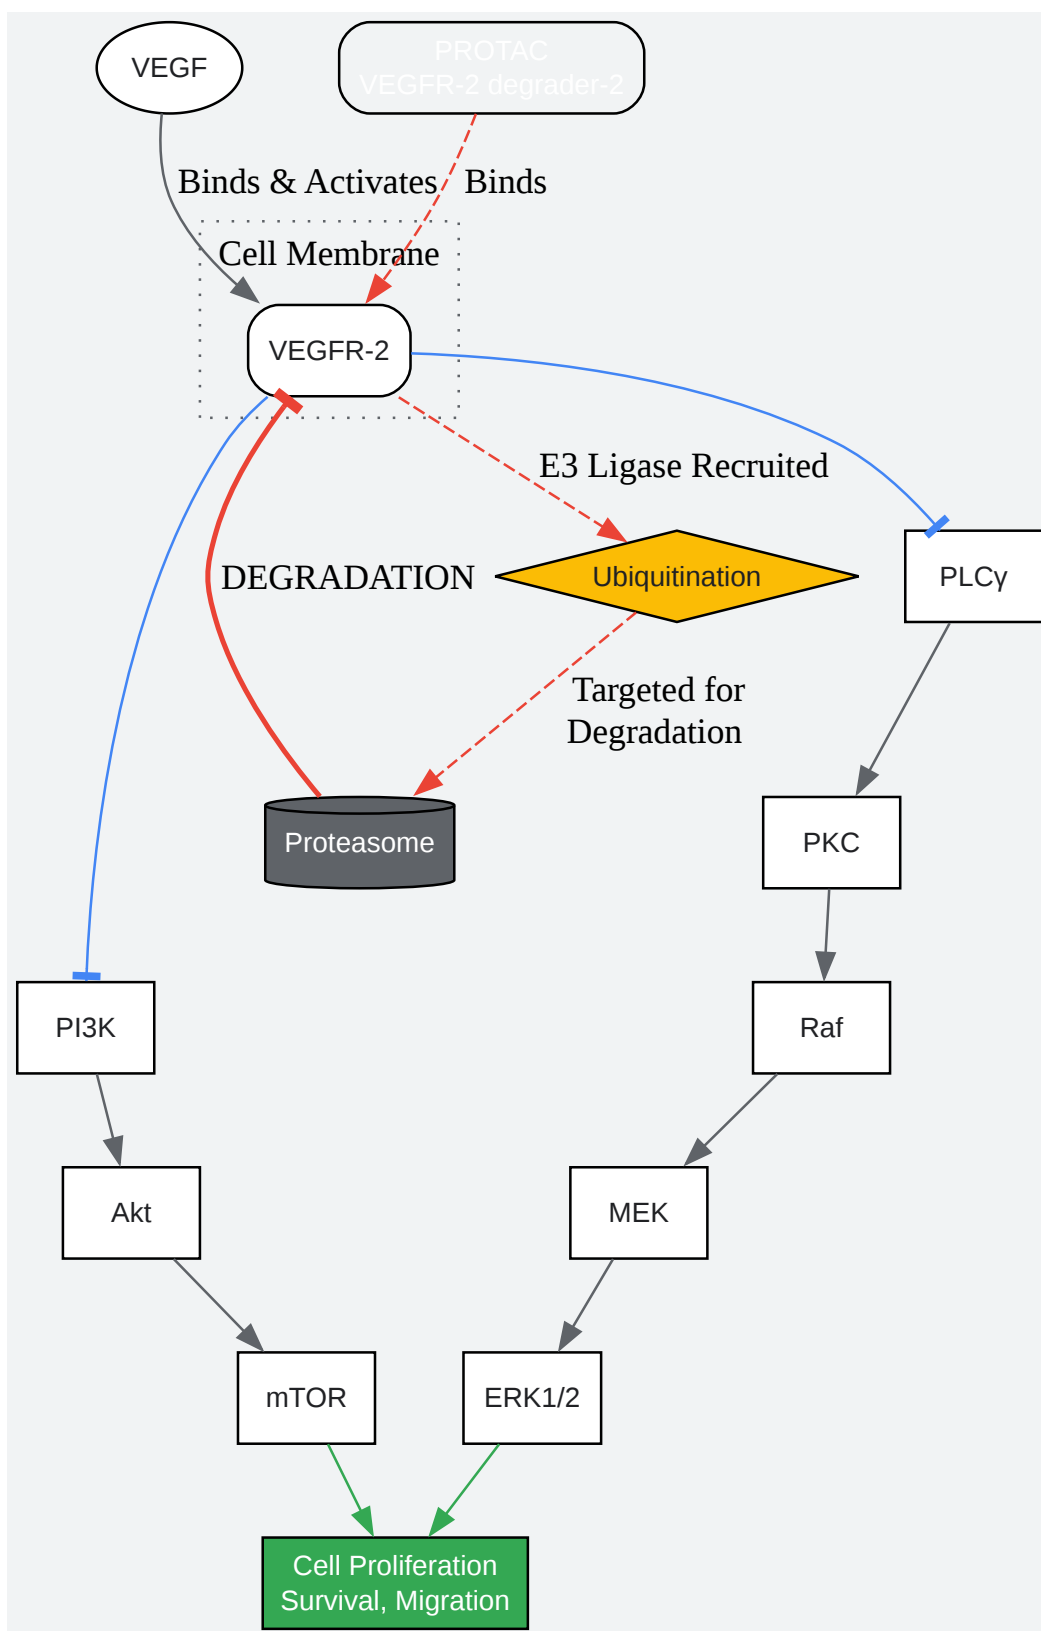 VEGF
PROTAC
VEGFR-2 degrader-2
Binds & Activates
Binds
Cell Membrane
VEGFR-2
E3 Ligase Recruited
DEGRADATION
Ubiquitination
PLCγ
Targeted for
Degradation
Proteasome
PKC
PI3K
Raf
Akt
MEK
mTOR
ERK1/2
Cell Proliferation
Survival, Migration